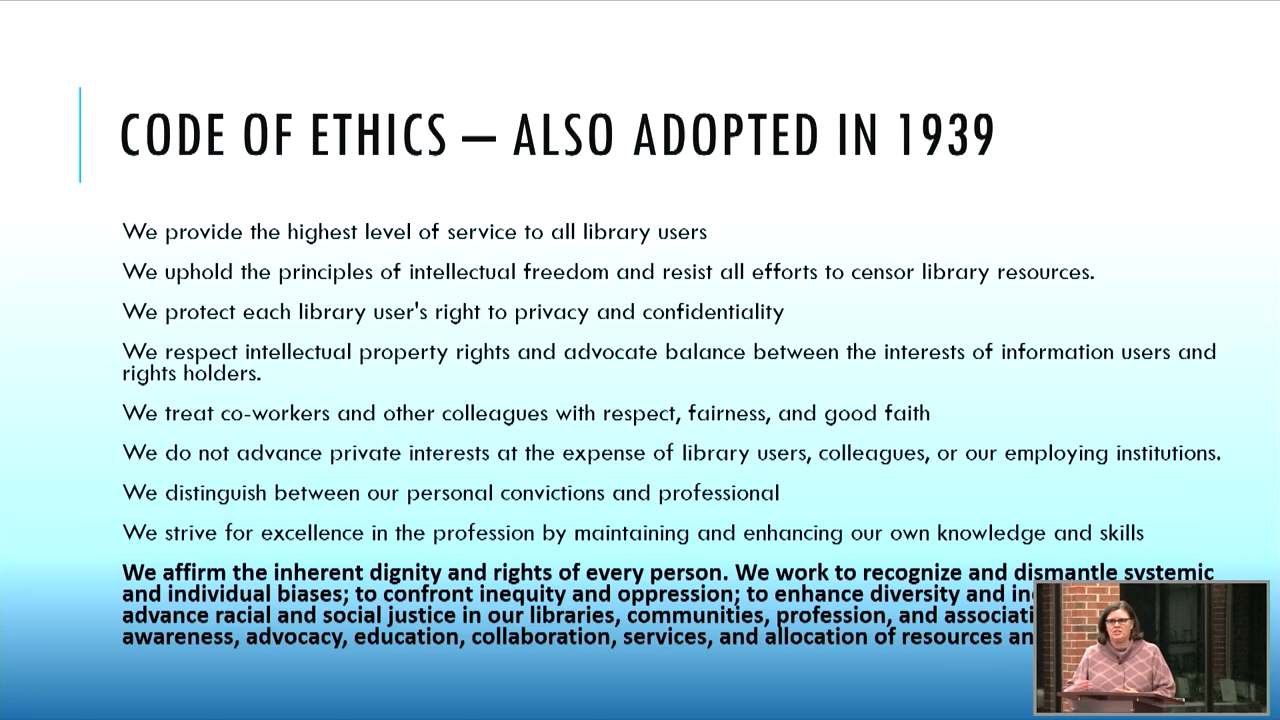 CODE OF ETHICS – ALSO ADOPTED IN 1939
We provide the highest level of service to all library users
We uphold the principles of intellectual freedom and resist all efforts to censor library resources.
We protect each library user's right to privacy and confidentiality
We respect intellectual property rights and advocate balance between the interests of information users and
rights holders.
We treat co-workers and other colleagues with respect, fairness, and good faith
We do not advance private interests at the expense of library users, colleagues, or our employing institutions.
We distinguish between our personal convictions and professional
We strive for excellence in the profession by maintaining and enhancing our own knowledge and skills
We affirm the inherent dignity and rights of every person. We work to recognize and dismantle systemic
and individual biases; to confront inequity and oppression; to enhance diversity and
advance racial and social justice in our libraries, communities, profession, and
awareness, advocacy, education, collaboration, services, and allocation of resources